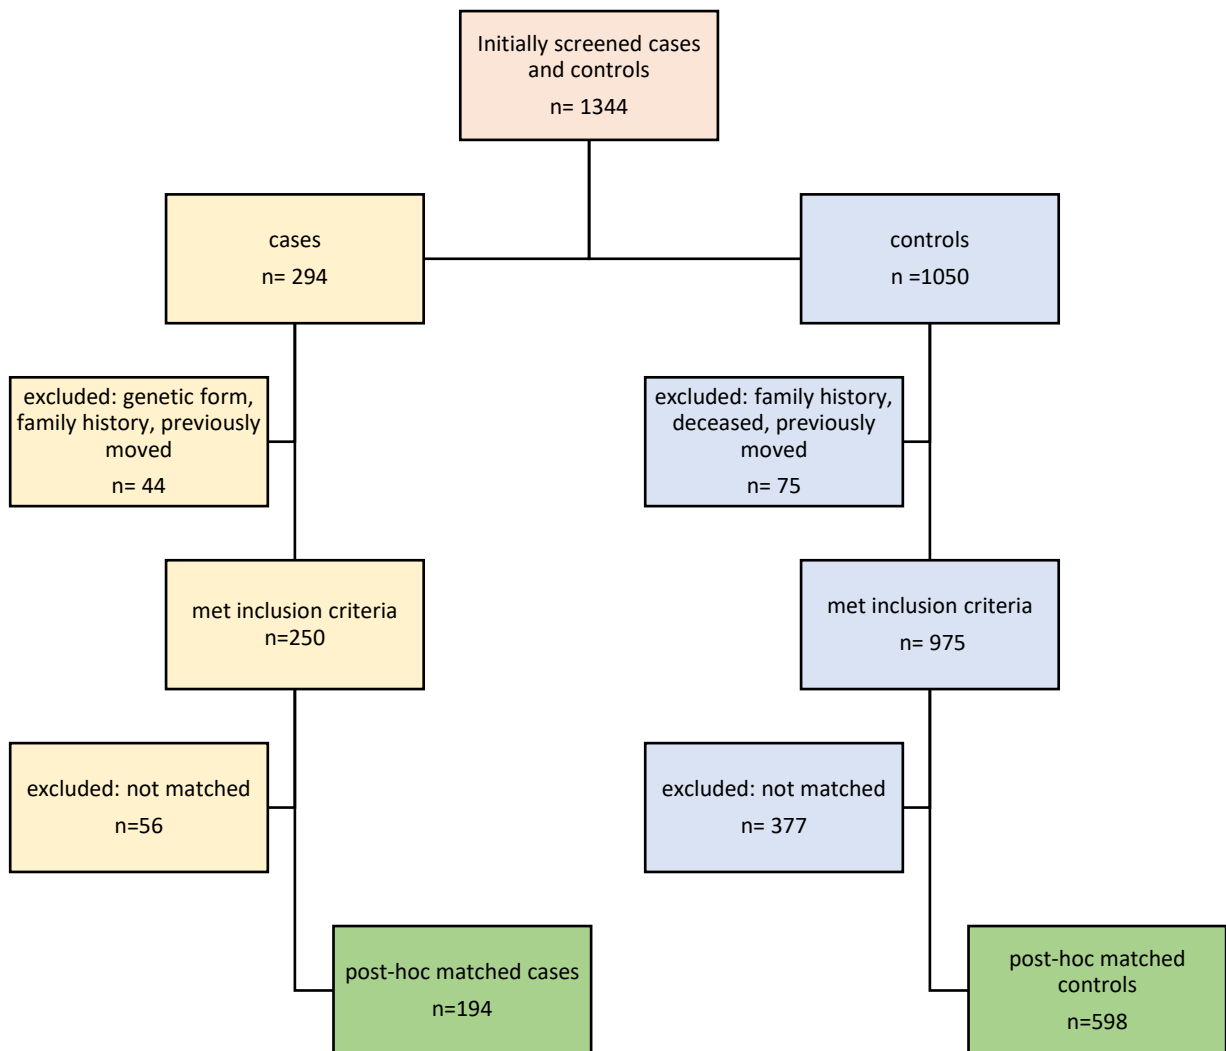 Initially screened cases
and controls
n= 1344
cases
n= 294
controls
n =1050
excluded: genetic form,
family history, previously
moved
n= 44
excluded: family history,
deceased, previously
moved
n= 75
met inclusion criteria
n=250
met inclusion criteria
n= 975
excluded: not matched
n=56
excluded: not matched
n= 377
post-hoc matched cases
n=194
post-hoc matched
controls
n=598